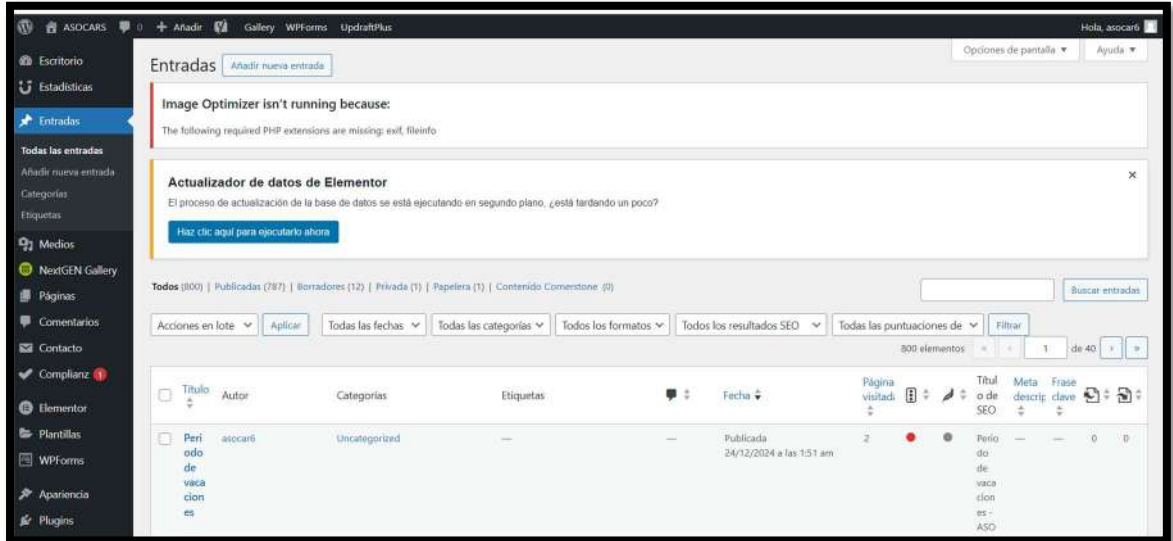 ASOCARS 0 Añadir Gallery WPForms UpdraftPlus Hola, asocar6
Escritorio
Estadísticas
Entradas
Todas las entradas
Añadir nueva entrada
Categorías
Etiquetas
Medios
NextGEN Gallery
Páginas
Comentarios
Contacto
Complianz 1
Elementor
Plantillas
WPForms
Apariencia
Plugins
Opciones de pantalla Ayuda
Entradas Añadir nueva entrada
Image Optimizer isn't running because:
The following required PHP extensions are missing: exif, fileinfo
Actualizador de datos de Elementor
El proceso de actualización de la base de datos se está ejecutando en segundo plano, ¿está tardando un poco?
Haz clic aquí para ejecutarlo ahora
Todos (800) | Publicadas (787) | Borradores (12) | Privada (1) | Papelera (1) | Contenido Cornerstone (0)
Buscar entradas
Acciones en lote Aplicar Todas las fechas Todas las categorías Todos los formatos Todos los resultados SEO Todas las puntuaciones de Filtrar
800 elementos « ‹ 1 de 40 › »
Título Autor Categorías Etiquetas Fecha
Página
visitada
Títul
o de
SEO
Meta
descrip
Frase
clave
Peri
odo
de
vaca
cion
es
asocar6 Uncategorized — — Publicada
24/12/2024 a las 1:51 am
2
Perio
do
de
vaca
cion
es -
ASO
— — 0 0